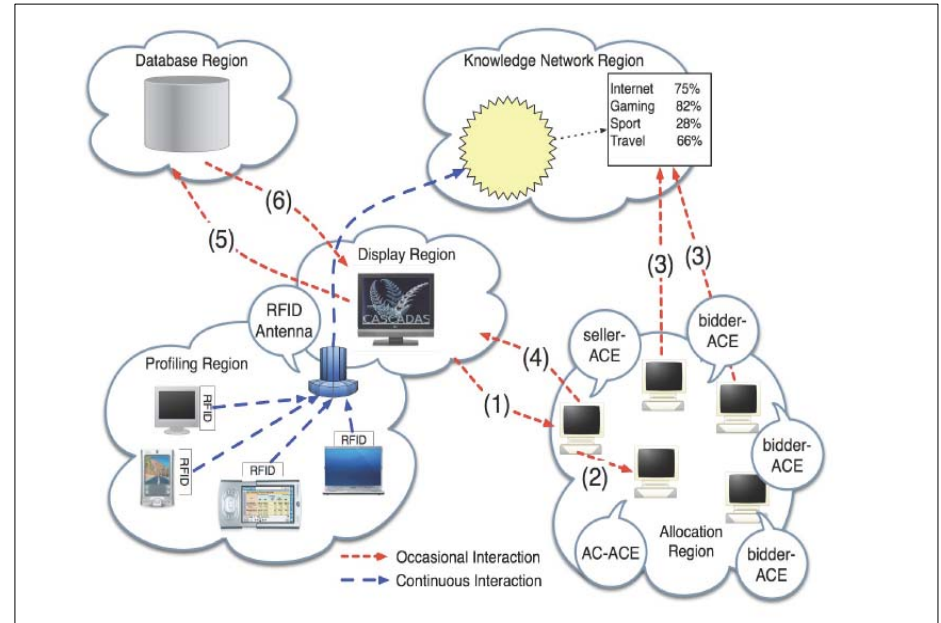 Database Region
Knowledge Network Region
Internet 75%
Gaming 82%
Sport 28%
Travel 66%
(6)
(5)
Display Region
CASCADAS
RFID
Antenna
(3)
(3)
seller-
ACE
bidder-
ACE
(4)
(1)
Profiling Region
RFID
RFID
RFID
RFID
(2)
bidder-
ACE
AC-ACE
Allocation
Region
bidder-
ACE
Occasional Interaction
Continuous Interaction